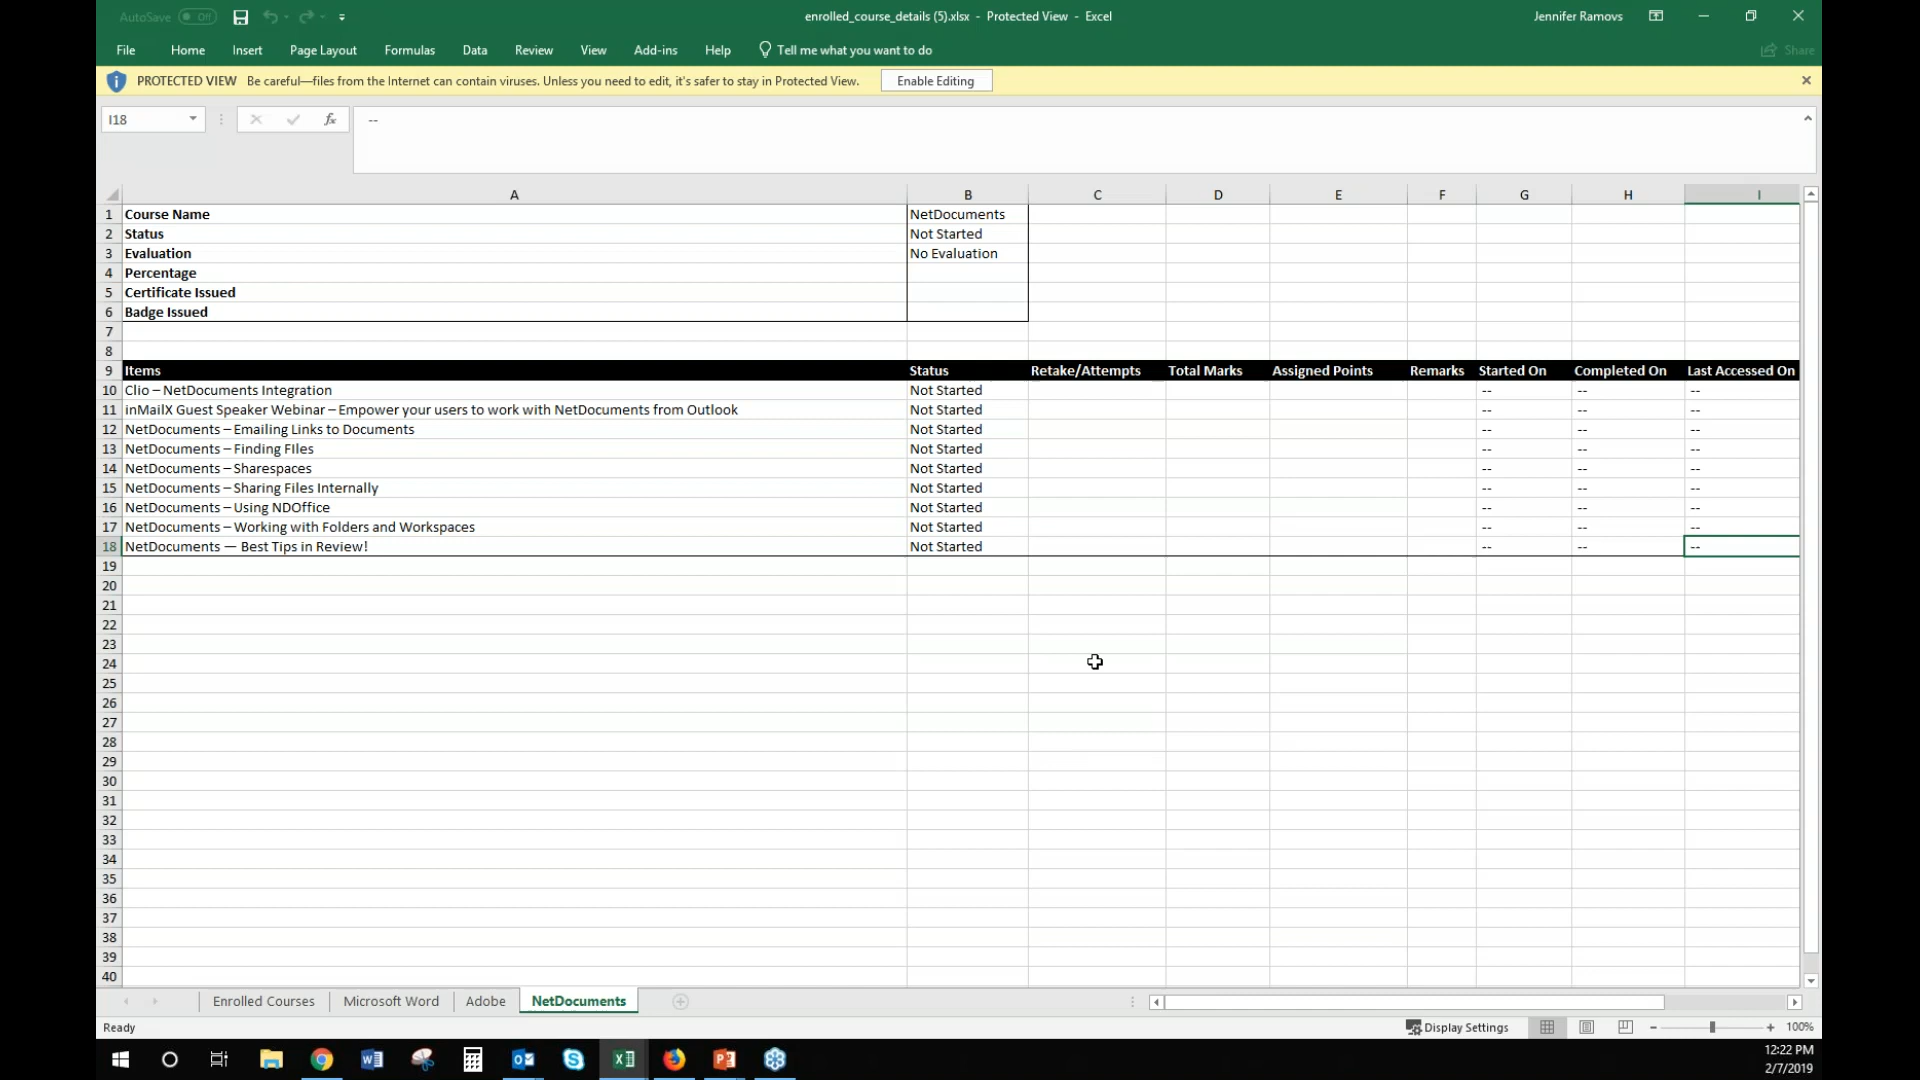 AutoSave Off
enrolled_course_details (5).xlsx - Protected View - Excel
Jennifer Ramovs
File Home Insert Page Layout Formulas Data Review View Add-ins Help Tell me what you want to do Share
PROTECTED VIEW Be careful—files from the Internet can contain viruses. Unless you need to edit, it's safer to stay in Protected View. Enable Editing
I18 fx --
A B C D E F G H I
1 Course Name NetDocuments
2 Status Not Started
3 Evaluation No Evaluation
4 Percentage
5 Certificate Issued
6 Badge Issued
7
8
9 Items Status Retake/Attempts Total Marks Assigned Points Remarks Started On Completed On Last Accessed On
10 Clio – NetDocuments Integration Not Started -- -- --
11 inMailX Guest Speaker Webinar – Empower your users to work with NetDocuments from Outlook Not Started -- -- --
12 NetDocuments – Emailing Links to Documents Not Started -- -- --
13 NetDocuments – Finding FIles Not Started -- -- --
14 NetDocuments – Sharespaces Not Started -- -- --
15 NetDocuments – Sharing Files Internally Not Started -- -- --
16 NetDocuments – Using NDOffice Not Started -- -- --
17 NetDocuments – Working with Folders and Workspaces Not Started -- -- --
18 NetDocuments — Best Tips in Review! Not Started -- -- --
19
20
21
22
23
24
25
26
27
28
29
30
31
32
33
34
35
36
37
38
39
40
Enrolled Courses Microsoft Word Adobe NetDocuments
Ready Display Settings 100%
12:22 PM
2/7/2019